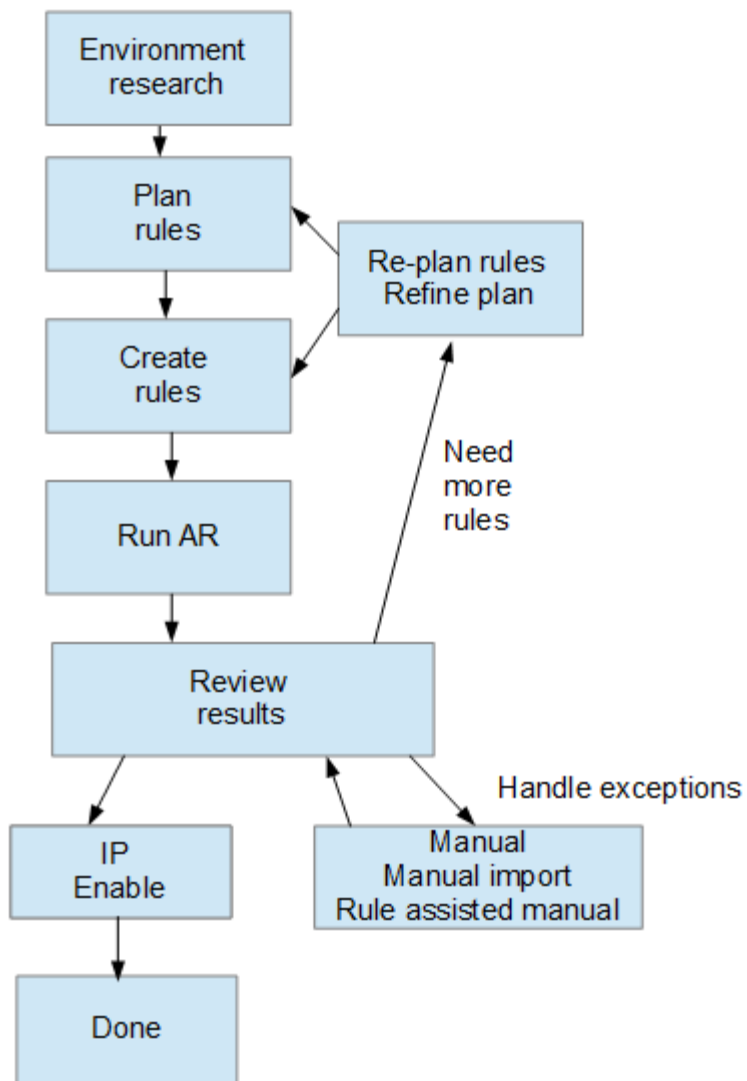 Environment
research
Plan
rules
Re-plan rules
Refine plan
Create
rules
Need
more
rules
Run AR
Review
results
Handle exceptions
IP
Enable
Manual
Manual import
Rule assisted manual
Done